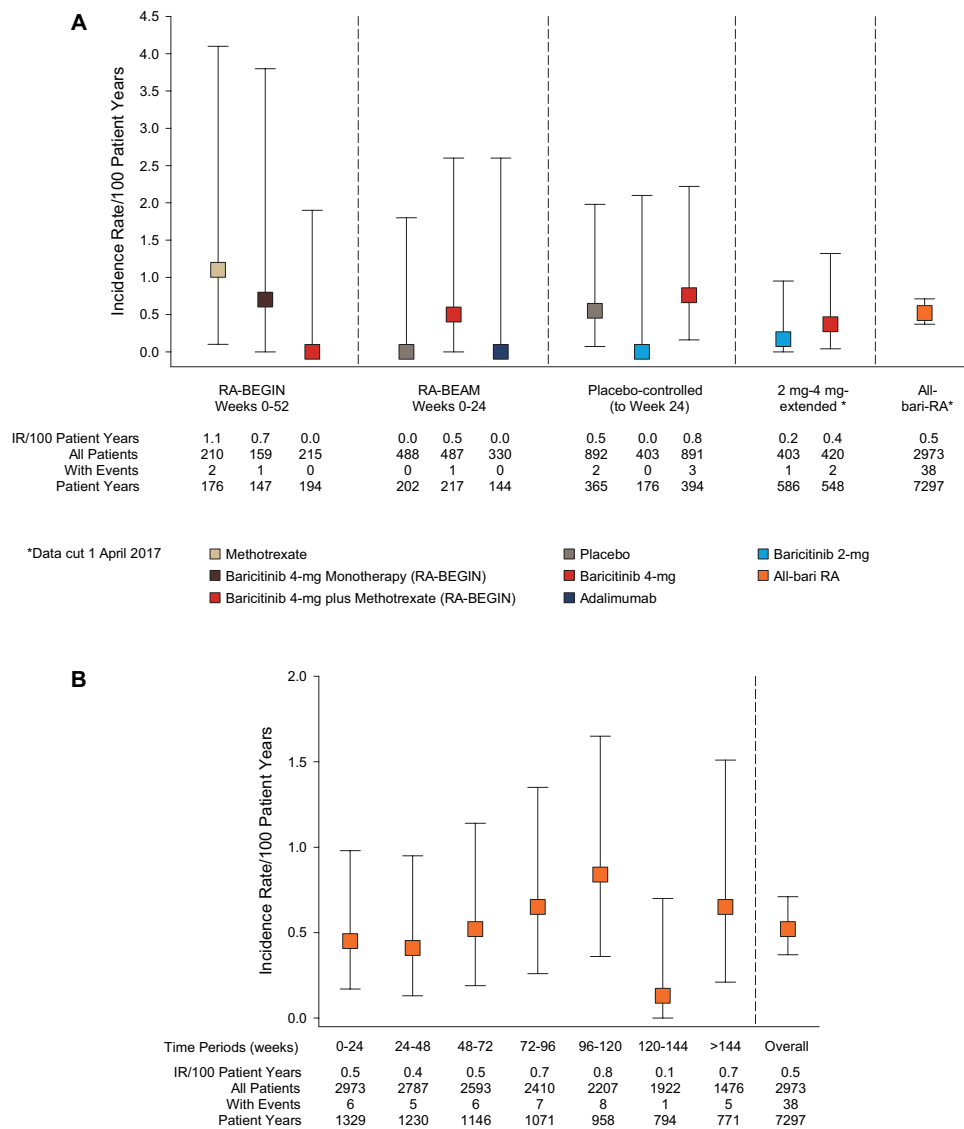 A
Incidence Rate/100 Patient Years
4.5
4.0
3.5
3.0
2.5
2.0
1.5
1.0
0.5
0.0
RA-BEGIN Weeks 0-52
RA-BEAM Weeks 0-24
Placebo-controlled (to Week 24)
2 mg-4 mg- extended *
All- bari-RA*
IR/100 Patient Years 1.1 0.7 0.0 0.0 0.5 0.0 0.5 0.0 0.8 0.2 0.4 0.5
All Patients 210 159 215 488 487 330 892 403 891 403 420 2973
With Events 2 1 0 0 1 0 2 0 3 1 2 38
Patient Years 176 147 194 202 217 144 365 176 394 586 548 7297
*Data cut 1 April 2017
Methotrexate
Baricitinib 4-mg Monotherapy (RA-BEGIN)
Baricitinib 4-mg plus Methotrexate (RA-BEGIN)
Placebo
Baricitinib 4-mg
Adalimumab
Baricitinib 2-mg
All-bari RA
B
Incidence Rate/100 Patient Years
2.0
1.5
1.0
0.5
0.0
Time Periods (weeks) 0-24 24-48 48-72 72-96 96-120 120-144 >144 Overall
IR/100 Patient Years 0.5 0.4 0.5 0.7 0.8 0.1 0.7 0.5
All Patients 2973 2787 2593 2410 2207 1922 1476 2973
With Events 6 5 6 7 8 1 5 38
Patient Years 1329 1230 1146 1071 958 794 771 7297